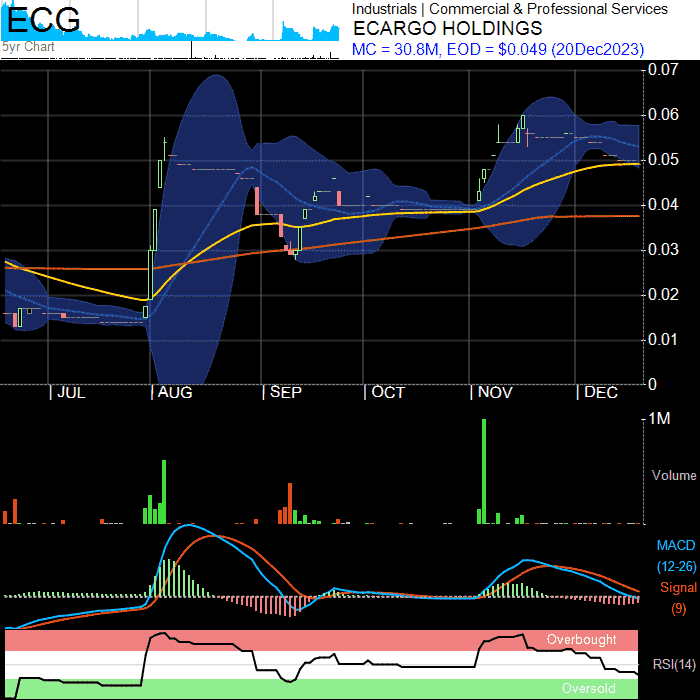 ECG
5yr Chart
Industrials | Commercial & Professional Services
ECARGO HOLDINGS
MC = 30.8M, EOD = $0.049 (20Dec2023)
0.07
0.06
0.05
0.04
0.03
0.02
0.01
0
| JUL | AUG | SEP | OCT | NOV | DEC
1M
Volume
MACD
(12-26)
Signal
(9)
Overbought
RSI(14)
Oversold